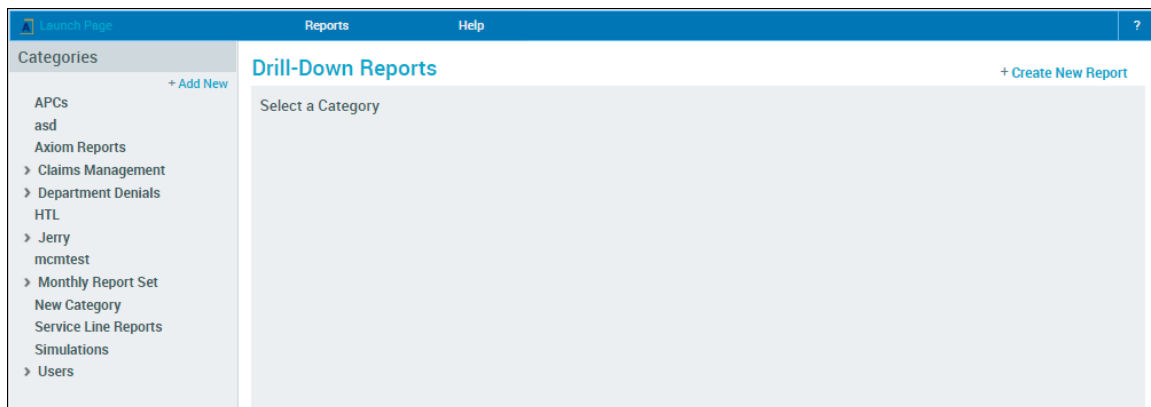 Launch Page Reports Help ?
Categories
+ Add New
APCs
asd
Axiom Reports
Claims Management
Department Denials
HTL
Jerry
mcmtest
Monthly Report Set
New Category
Service Line Reports
Simulations
Users
Drill-Down Reports
+ Create New Report
Select a Category